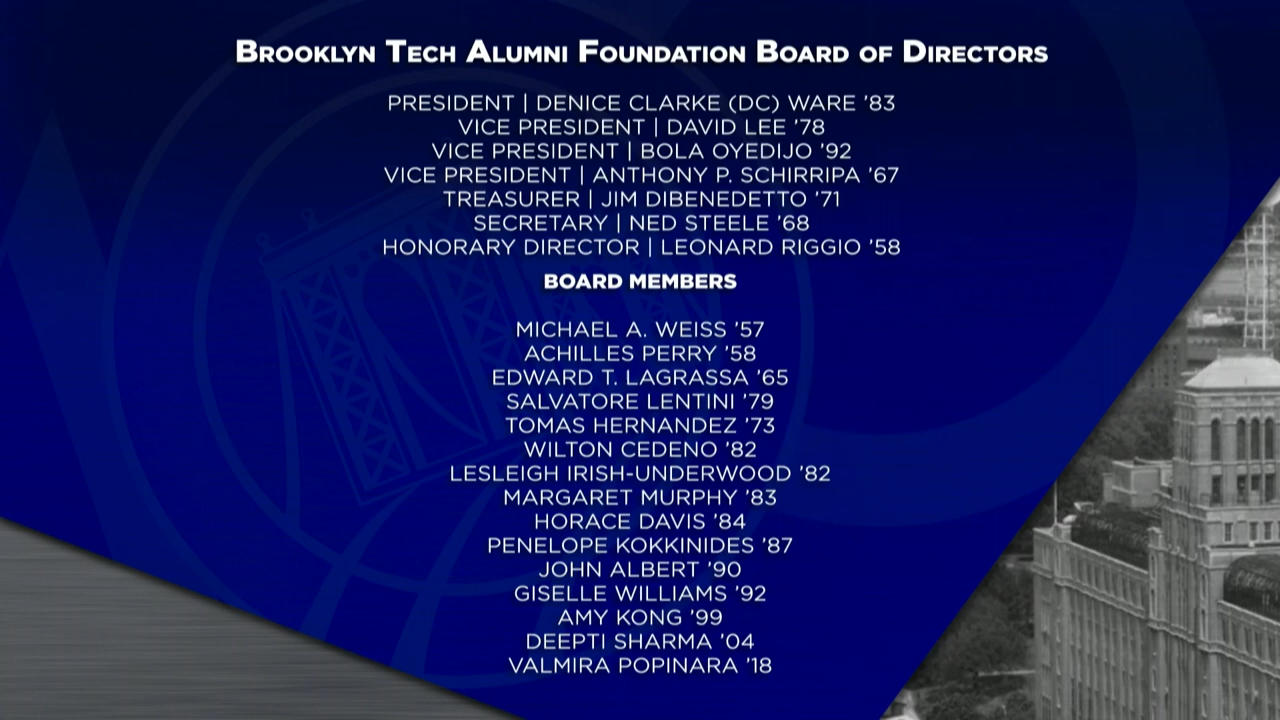 Brooklyn Tech Alumni Foundation Board of Directors
PRESIDENT | DENICE CLARKE (DC) WARE ’83
VICE PRESIDENT | DAVID LEE ’78
VICE PRESIDENT | BOLA OYEDIJO ’92
VICE PRESIDENT | ANTHONY P. SCHIRRIPA ’67
TREASURER | JIM DIBENEDETTO ’71
SECRETARY | NED STEELE ’68
HONORARY DIRECTOR | LEONARD RIGGIO ’58
BOARD MEMBERS
MICHAEL A. WEISS ’57
ACHILLES PERRY ’58
EDWARD T. LAGRASSA ’65
SALVATORE LENTINI ’79
TOMAS HERNANDEZ ’73
WILTON CEDENO ’82
LESLEIGH IRISH-UNDERWOOD ’82
MARGARET MURPHY ’83
HORACE DAVIS ’84
PENELOPE KOKKINIDES ’87
JOHN ALBERT ’90
GISELLE WILLIAMS ’92
AMY KONG ’99
DEEPTI SHARMA ’04
VALMIRA POPINARA ’18